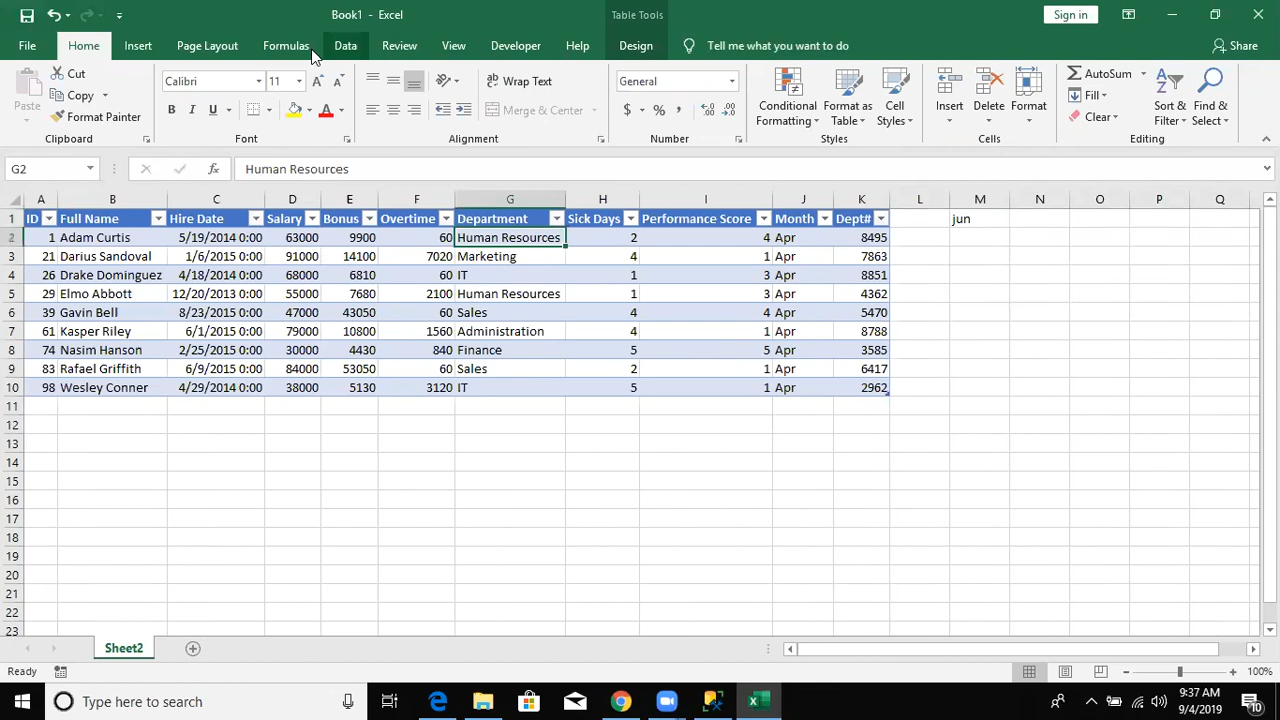 Book1 - Excel
Table Tools
Sign in
File Home Insert Page Layout Formulas Data Review View Developer Help Design Tell me what you want to do Share
Paste
Cut
Copy
Format Painter
Clipboard
Calibri 11
B I U A
Font
Wrap Text
Merge & Center
Alignment
General
$ % ,
Number
Conditional Formatting
Format as Table
Cell Styles
Styles
Insert Delete Format
Cells
AutoSum
Fill
Clear
Sort & Filter
Find & Select
Editing
G2 fx Human Resources
A B C D E F G H I J K L M N O P Q
1 ID Full Name Hire Date Salary Bonus Overtime Department Sick Days Performance Score Month Dept# jun
2 1 Adam Curtis 5/19/2014 0:00 63000 9900 60 Human Resources 2 4 Apr 8495
3 21 Darius Sandoval 1/6/2015 0:00 91000 14100 7020 Marketing 4 1 Apr 7863
4 26 Drake Dominguez 4/18/2014 0:00 68000 6810 60 IT 1 3 Apr 8851
5 29 Elmo Abbott 12/20/2013 0:00 55000 7680 2100 Human Resources 1 3 Apr 4362
6 39 Gavin Bell 8/23/2015 0:00 47000 43050 60 Sales 4 4 Apr 5470
7 61 Kasper Riley 6/1/2015 0:00 79000 10800 1560 Administration 4 1 Apr 8788
8 74 Nasim Hanson 2/25/2015 0:00 30000 4430 840 Finance 5 5 Apr 3585
9 83 Rafael Griffith 6/9/2015 0:00 84000 53050 60 Sales 2 1 Apr 6417
10 98 Wesley Conner 4/29/2014 0:00 38000 5130 3120 IT 5 1 Apr 2962
11
12
13
14
15
16
17
18
19
20
21
22
23
Sheet2
Ready 100%
Type here to search
9:37 AM
9/4/2019
10